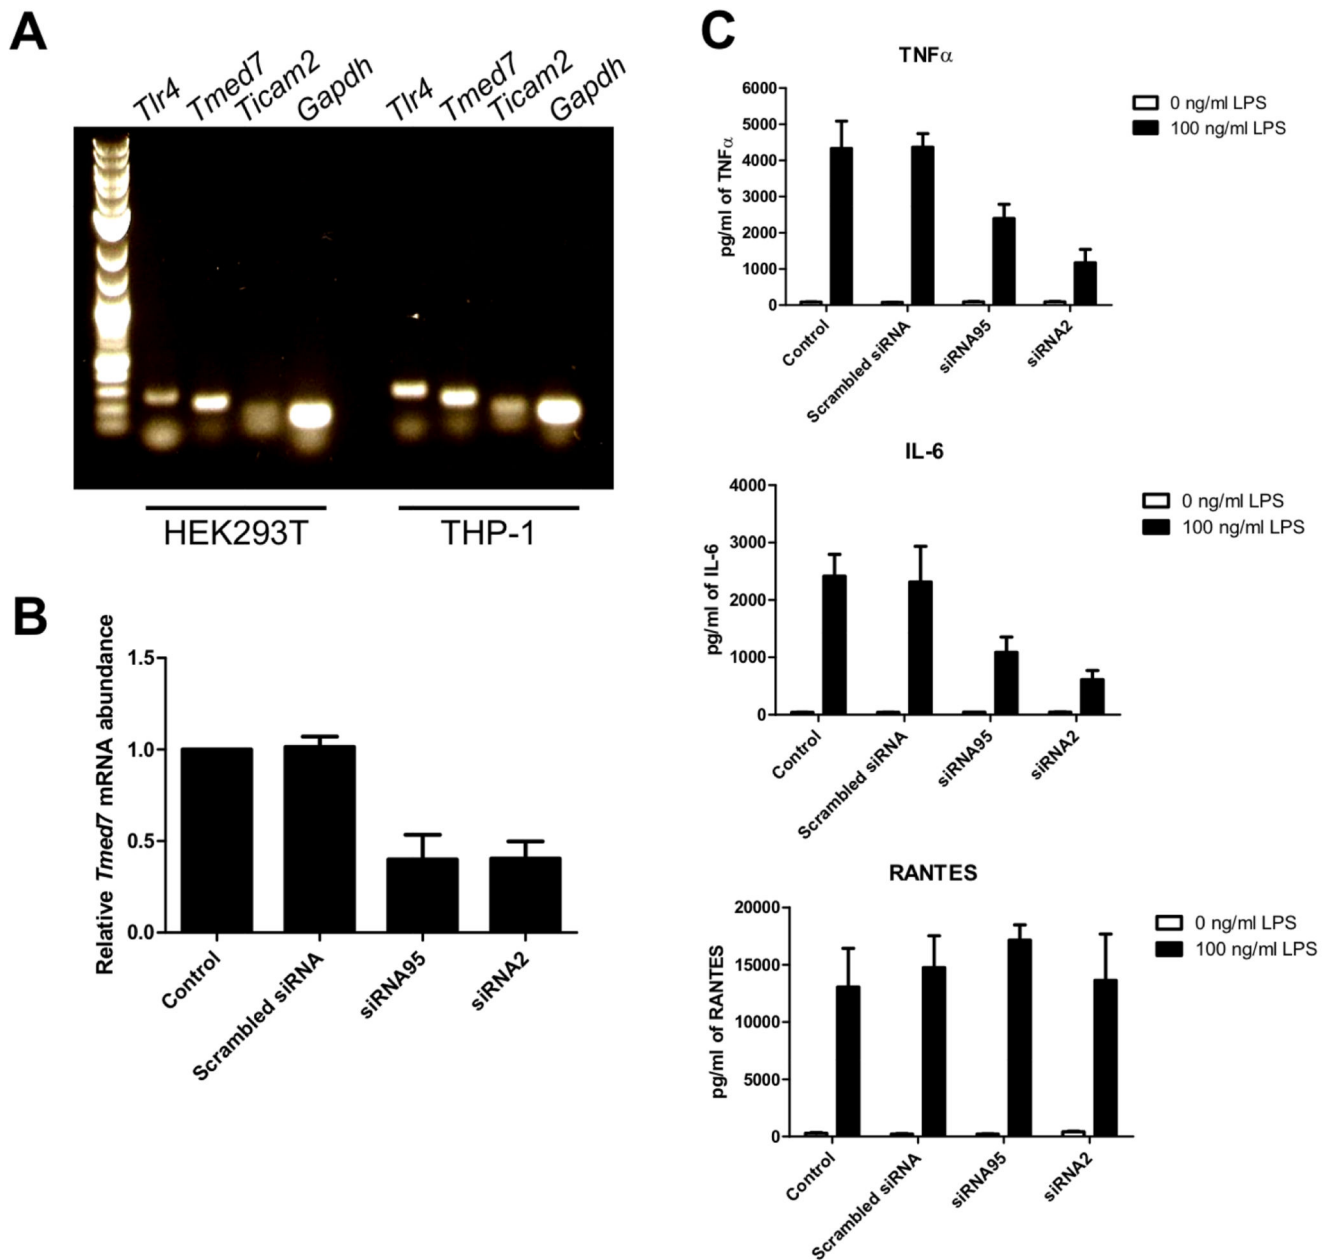 A
Tlr4 Tmed7 Ticam2 Gapdh Tlr4 Tmed7 Ticam2 Gapdh
HEK293T THP-1
B
Relative Tmed7 mRNA abundance
1.5
1.0
0.5
0.0
Control Scrambled siRNA siRNA95 siRNA2
C
TNFα
pg/ml of TNFα
6000
5000
4000
3000
2000
1000
0
0 ng/ml LPS
100 ng/ml LPS
Control Scrambled siRNA siRNA95 siRNA2
IL-6
pg/ml of IL-6
4000
3000
2000
1000
0
0 ng/ml LPS
100 ng/ml LPS
Control Scrambled siRNA siRNA95 siRNA2
RANTES
pg/ml of RANTES
20000
15000
10000
5000
0
0 ng/ml LPS
100 ng/ml LPS
Control Scrambled siRNA siRNA95 siRNA2